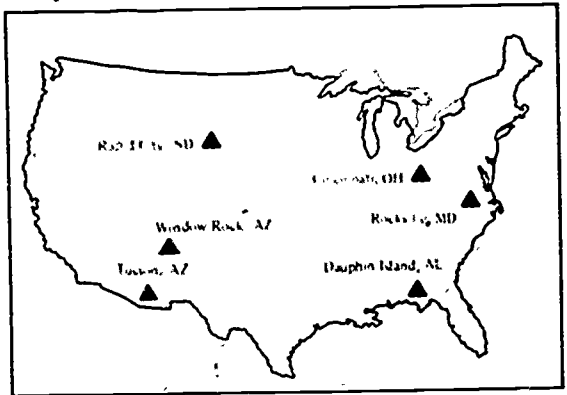 Rapid City, SD
Cincinnati, OH
Rockville, MD
Window Rock, AZ
Tucson, AZ
Dauphin Island, AL